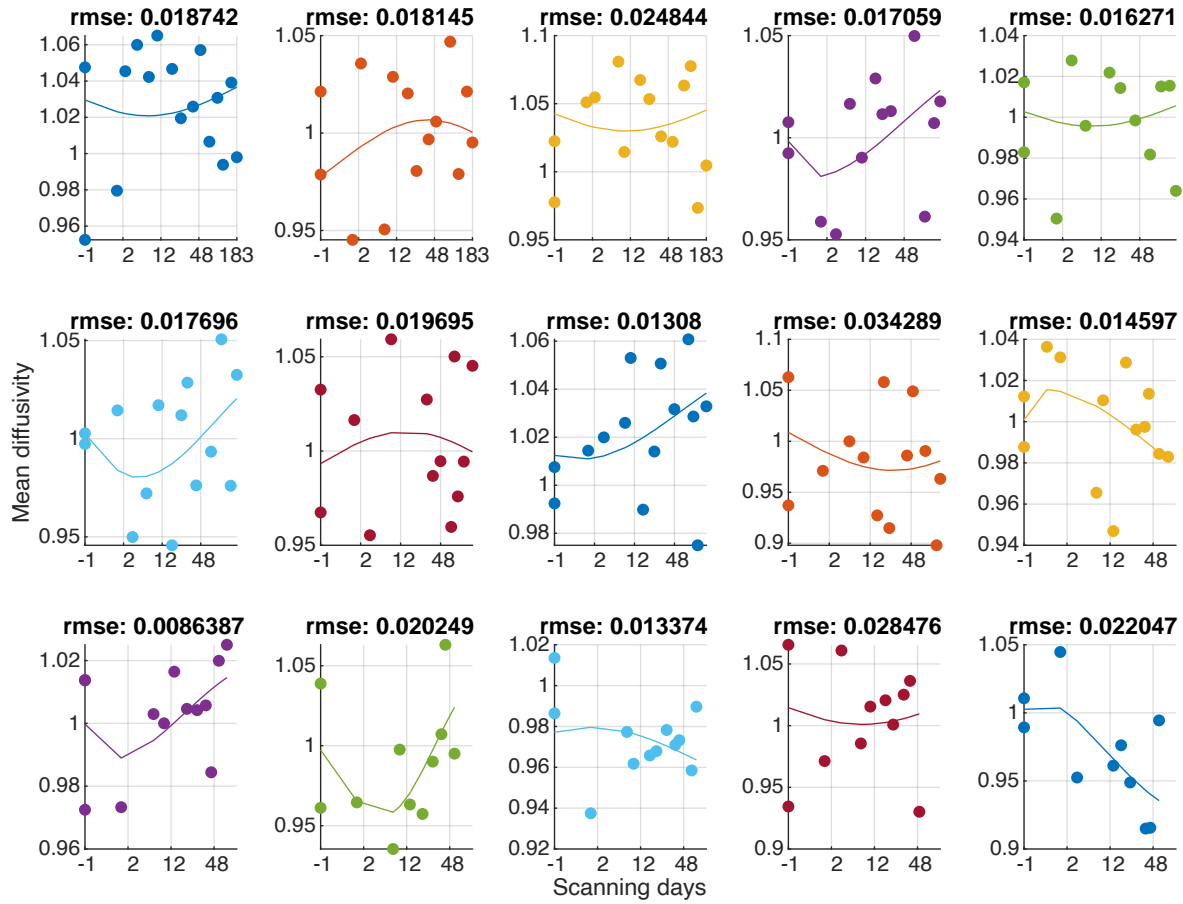 rmse: 0.018742
rmse: 0.018145
rmse: 0.024844
rmse: 0.017059
rmse: 0.016271
1.06
1.04
1.02
1
0.98
0.96
-1 2 12 48 183
1.05
1
0.95
-1 2 12 48 183
1.1
1.05
1
0.95
-1 2 12 48 183
1.05
1
0.95
-1 2 12 48
1.04
1.02
1
0.98
0.96
0.94
-1 2 12 48
Mean diffusivity
rmse: 0.017696
rmse: 0.019695
rmse: 0.01308
rmse: 0.034289
rmse: 0.014597
1.05
1
0.95
-1 2 12 48
1.05
1
0.95
-1 2 12 48
1.06
1.04
1.02
1
0.98
-1 2 12 48
1.1
1.05
1
0.95
0.9
-1 2 12 48
1.04
1.02
1
0.98
0.96
0.94
-1 2 12 48
rmse: 0.0086387
rmse: 0.020249
rmse: 0.013374
rmse: 0.028476
rmse: 0.022047
1.02
1
0.98
0.96
-1 2 12 48
1.05
1
0.95
-1 2 12 48
1.02
1
0.98
0.96
0.94
0.92
-1 2 12 48
1.05
1
0.95
0.9
-1 2 12 48
1.05
1
0.95
0.9
-1 2 12 48
Scanning days